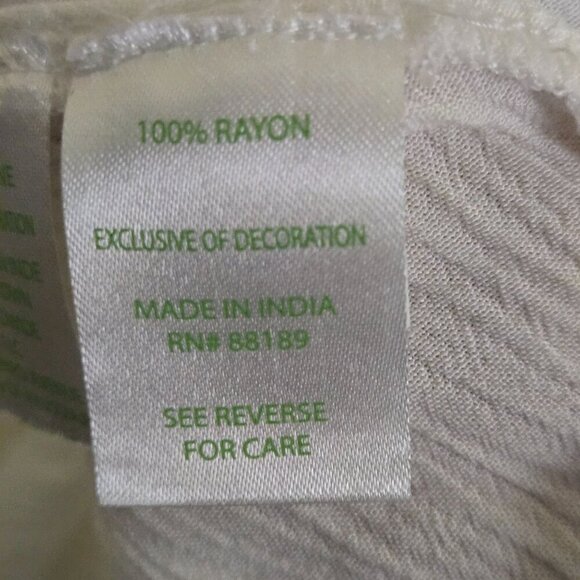 100% RAYON
EXCLUSIVE OF DECORATION
MADE IN INDIA
RN# 88189
SEE REVERSE
FOR CARE